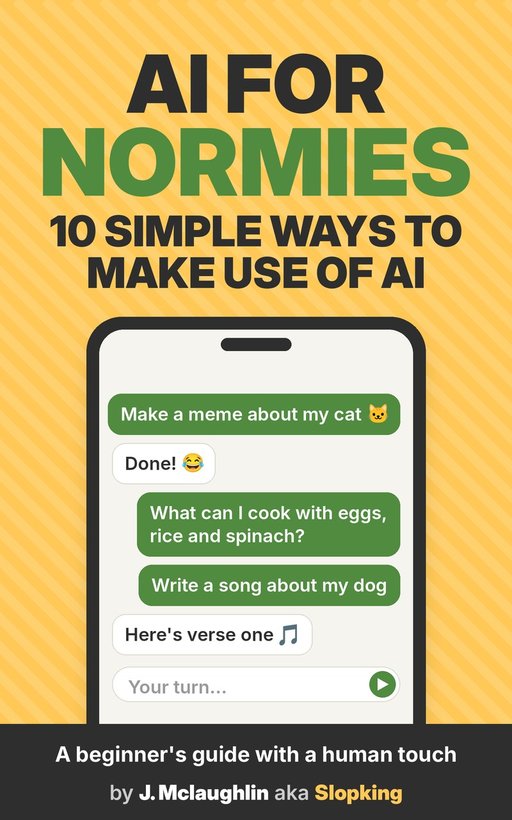 AI FOR
NORMIES
10 SIMPLE WAYS TO
MAKE USE OF AI
Make a meme about my cat 🐱
Done! 😂
What can I cook with eggs,
rice and spinach?
Write a song about my dog
Here's verse one 🎵
Your turn...
A beginner's guide with a human touch
by J. Mclaughlin aka Slopking